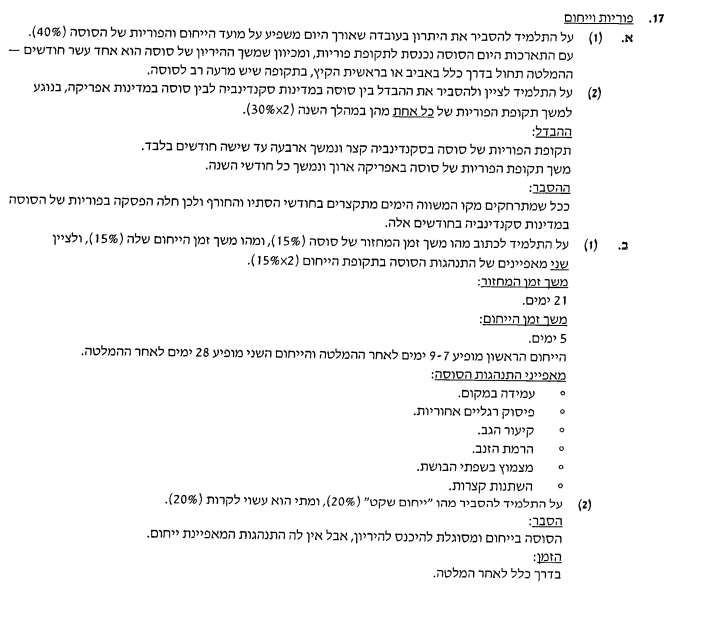 17. פוריות וייחום
א. (1) על התלמיד להסביר את היתרון בעובדה שאורך היום משפיע על מועד הייחום והפוריות של הסוסה (40%).
עם התארכות היום הסוסה נכנסת לתקופת פוריות, ומכיוון שמשך ההיריון של סוסה הוא אחד עשר חודשים —
ההמלטה תחול בדרך כלל באביב או בראשית הקיץ, בתקופה שיש מרעה רב לסוסה.
(2) על התלמיד לציין ולהסביר את ההבדל בין סוסה במדינות סקנדינביה לבין סוסה במדינות אפריקה, בנוגע
למשך תקופת הפוריות של כל אחת מהן במהלך השנה (30%x2).
ההבדל:
תקופת הפוריות של סוסה בסקנדינביה קצר ונמשך ארבעה עד שישה חודשים בלבד.
משך תקופת הפוריות של סוסה באפריקה ארוך ונמשך כל חודשי השנה.
ההסבר:
ככל שמתרחקים מקו המשווה הימים מתקצרים בחודשי הסתיו והחורף ולכן חלה הפסקה בפוריות של הסוסה
במדינות סקנדינביה בחודשים אלה.
ב. (1) על התלמיד לכתוב מהו משך זמן המחזור של סוסה (15%), ומהו משך זמן הייחום שלה (15%), ולציין
שני מאפיינים של התנהגות הסוסה בתקופת הייחום (15%x2).
משך זמן המחזור:
21 ימים.
משך זמן הייחום:
5 ימים.
הייחום הראשון מופיע 9-7 ימים לאחר ההמלטה והייחום השני מופיע 28 ימים לאחר ההמלטה.
מאפייני התנהגות הסוסה:
∘ עמידה במקום.
∘ פיסוק רגליים אחוריות.
∘ קיעור הגב.
∘ הרמת הזנב.
∘ מצמוץ בשפתי הבושת.
∘ השתנות קצרות.
(2) על התלמיד להסביר מהו "ייחום שקט" (20%), ומתי הוא עשוי לקרות (20%).
הסבר:
הסוסה בייחום ומסוגלת להיכנס להיריון, אבל אין לה התנהגות המאפיינת ייחום.
הזמן:
בדרך כלל לאחר המלטה.